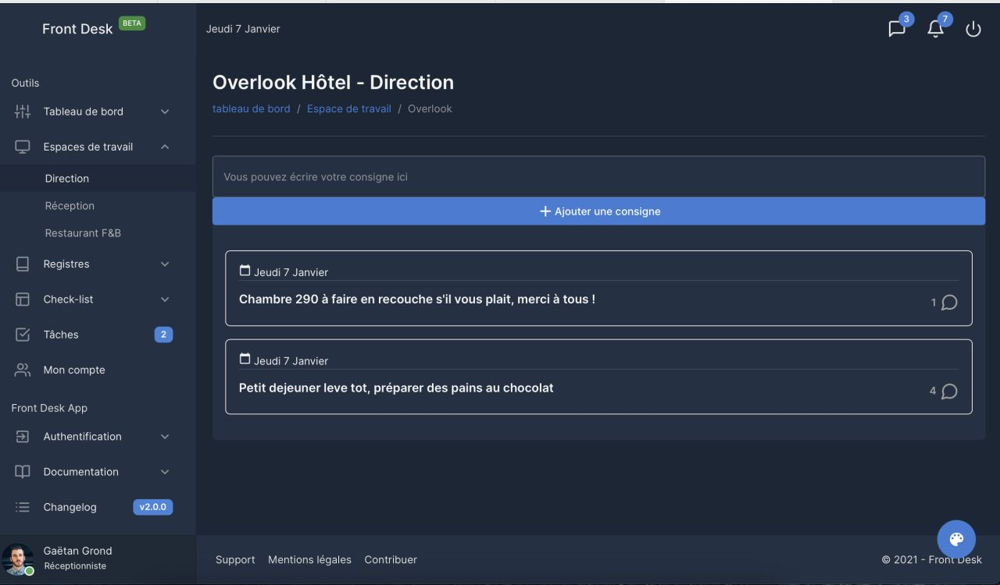 Front Desk BETA
Jeudi 7 Janvier
3
7
Outils
Tableau de bord
Espaces de travail
Direction
Réception
Restaurant F&B
Registres
Check-list
Tâches 2
Mon compte
Front Desk App
Authentification
Documentation
Changelog v2.0.0
Gaëtan Grond
Réceptionniste
Overlook Hôtel - Direction
tableau de bord / Espace de travail / Overlook
Vous pouvez écrire votre consigne ici
+ Ajouter une consigne
Jeudi 7 Janvier
Chambre 290 à faire en recouche s'il vous plait, merci à tous !
1
Jeudi 7 Janvier
Petit dejeuner leve tot, préparer des pains au chocolat
4
Support Mentions légales Contribuer
© 2021 - Front Desk